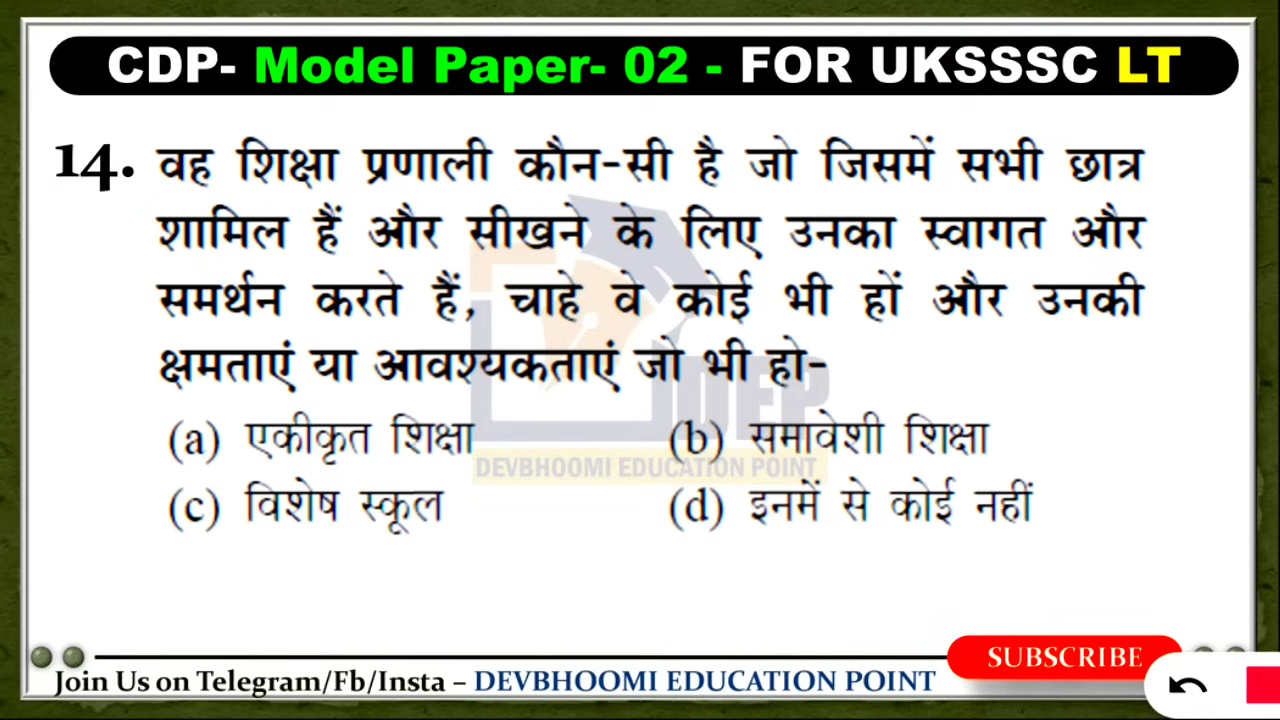 CDP- Model Paper- 02 - FOR UKSSSC LT
14. वह शिक्षा प्रणाली कौन-सी है जो जिसमें सभी छात्र
शामिल हैं और सीखने के लिए उनका स्वागत और
समर्थन करते हैं, चाहे वे कोई भी हों और उनकी
क्षमताएं या आवश्यकताएं जो भी हो-
(a) एकीकृत शिक्षा (b) समावेशी शिक्षा
DEP
DEVBHOOMI EDUCATION POINT
(c) विशेष स्कूल (d) इनमें से कोई नहीं
SUBSCRIBE
Join Us on Telegram/Fb/Insta – DEVBHOOMI EDUCATION POINT